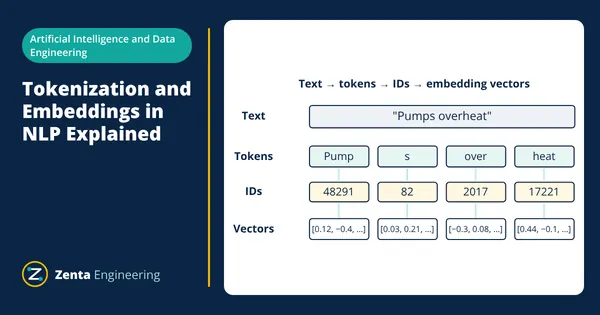 Artificial Intelligence and Data
Engineering
Tokenization and
Embeddings in
NLP Explained
Zenta Engineering
Text → tokens → IDs → embedding vectors
Text "Pumps overheat"
Tokens Pump s over heat
IDs 48291 82 2017 17221
Vectors [0.12, −0.4, ...] [0.03, 0.21, ...] [−0.3, 0.08, ...] [0.44, −0.1, ...]